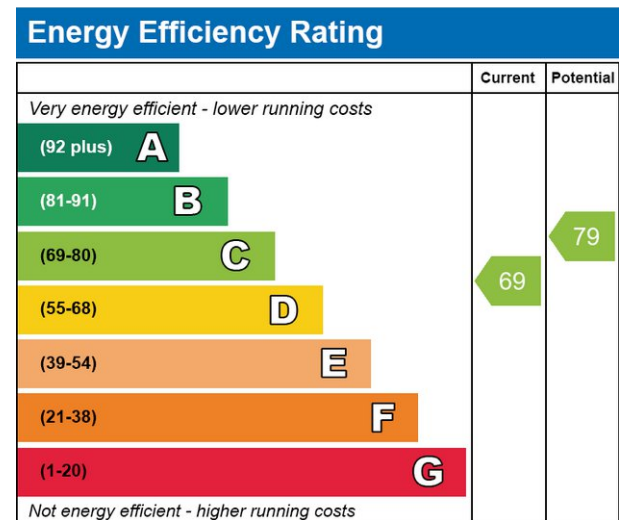 Energy Efficiency Rating
Current Potential
Very energy efficient - lower running costs
(92 plus) A
(81-91) B
(69-80) C
(55-68) D
(39-54) E
(21-38) F
(1-20) G
69
79
Not energy efficient - higher running costs